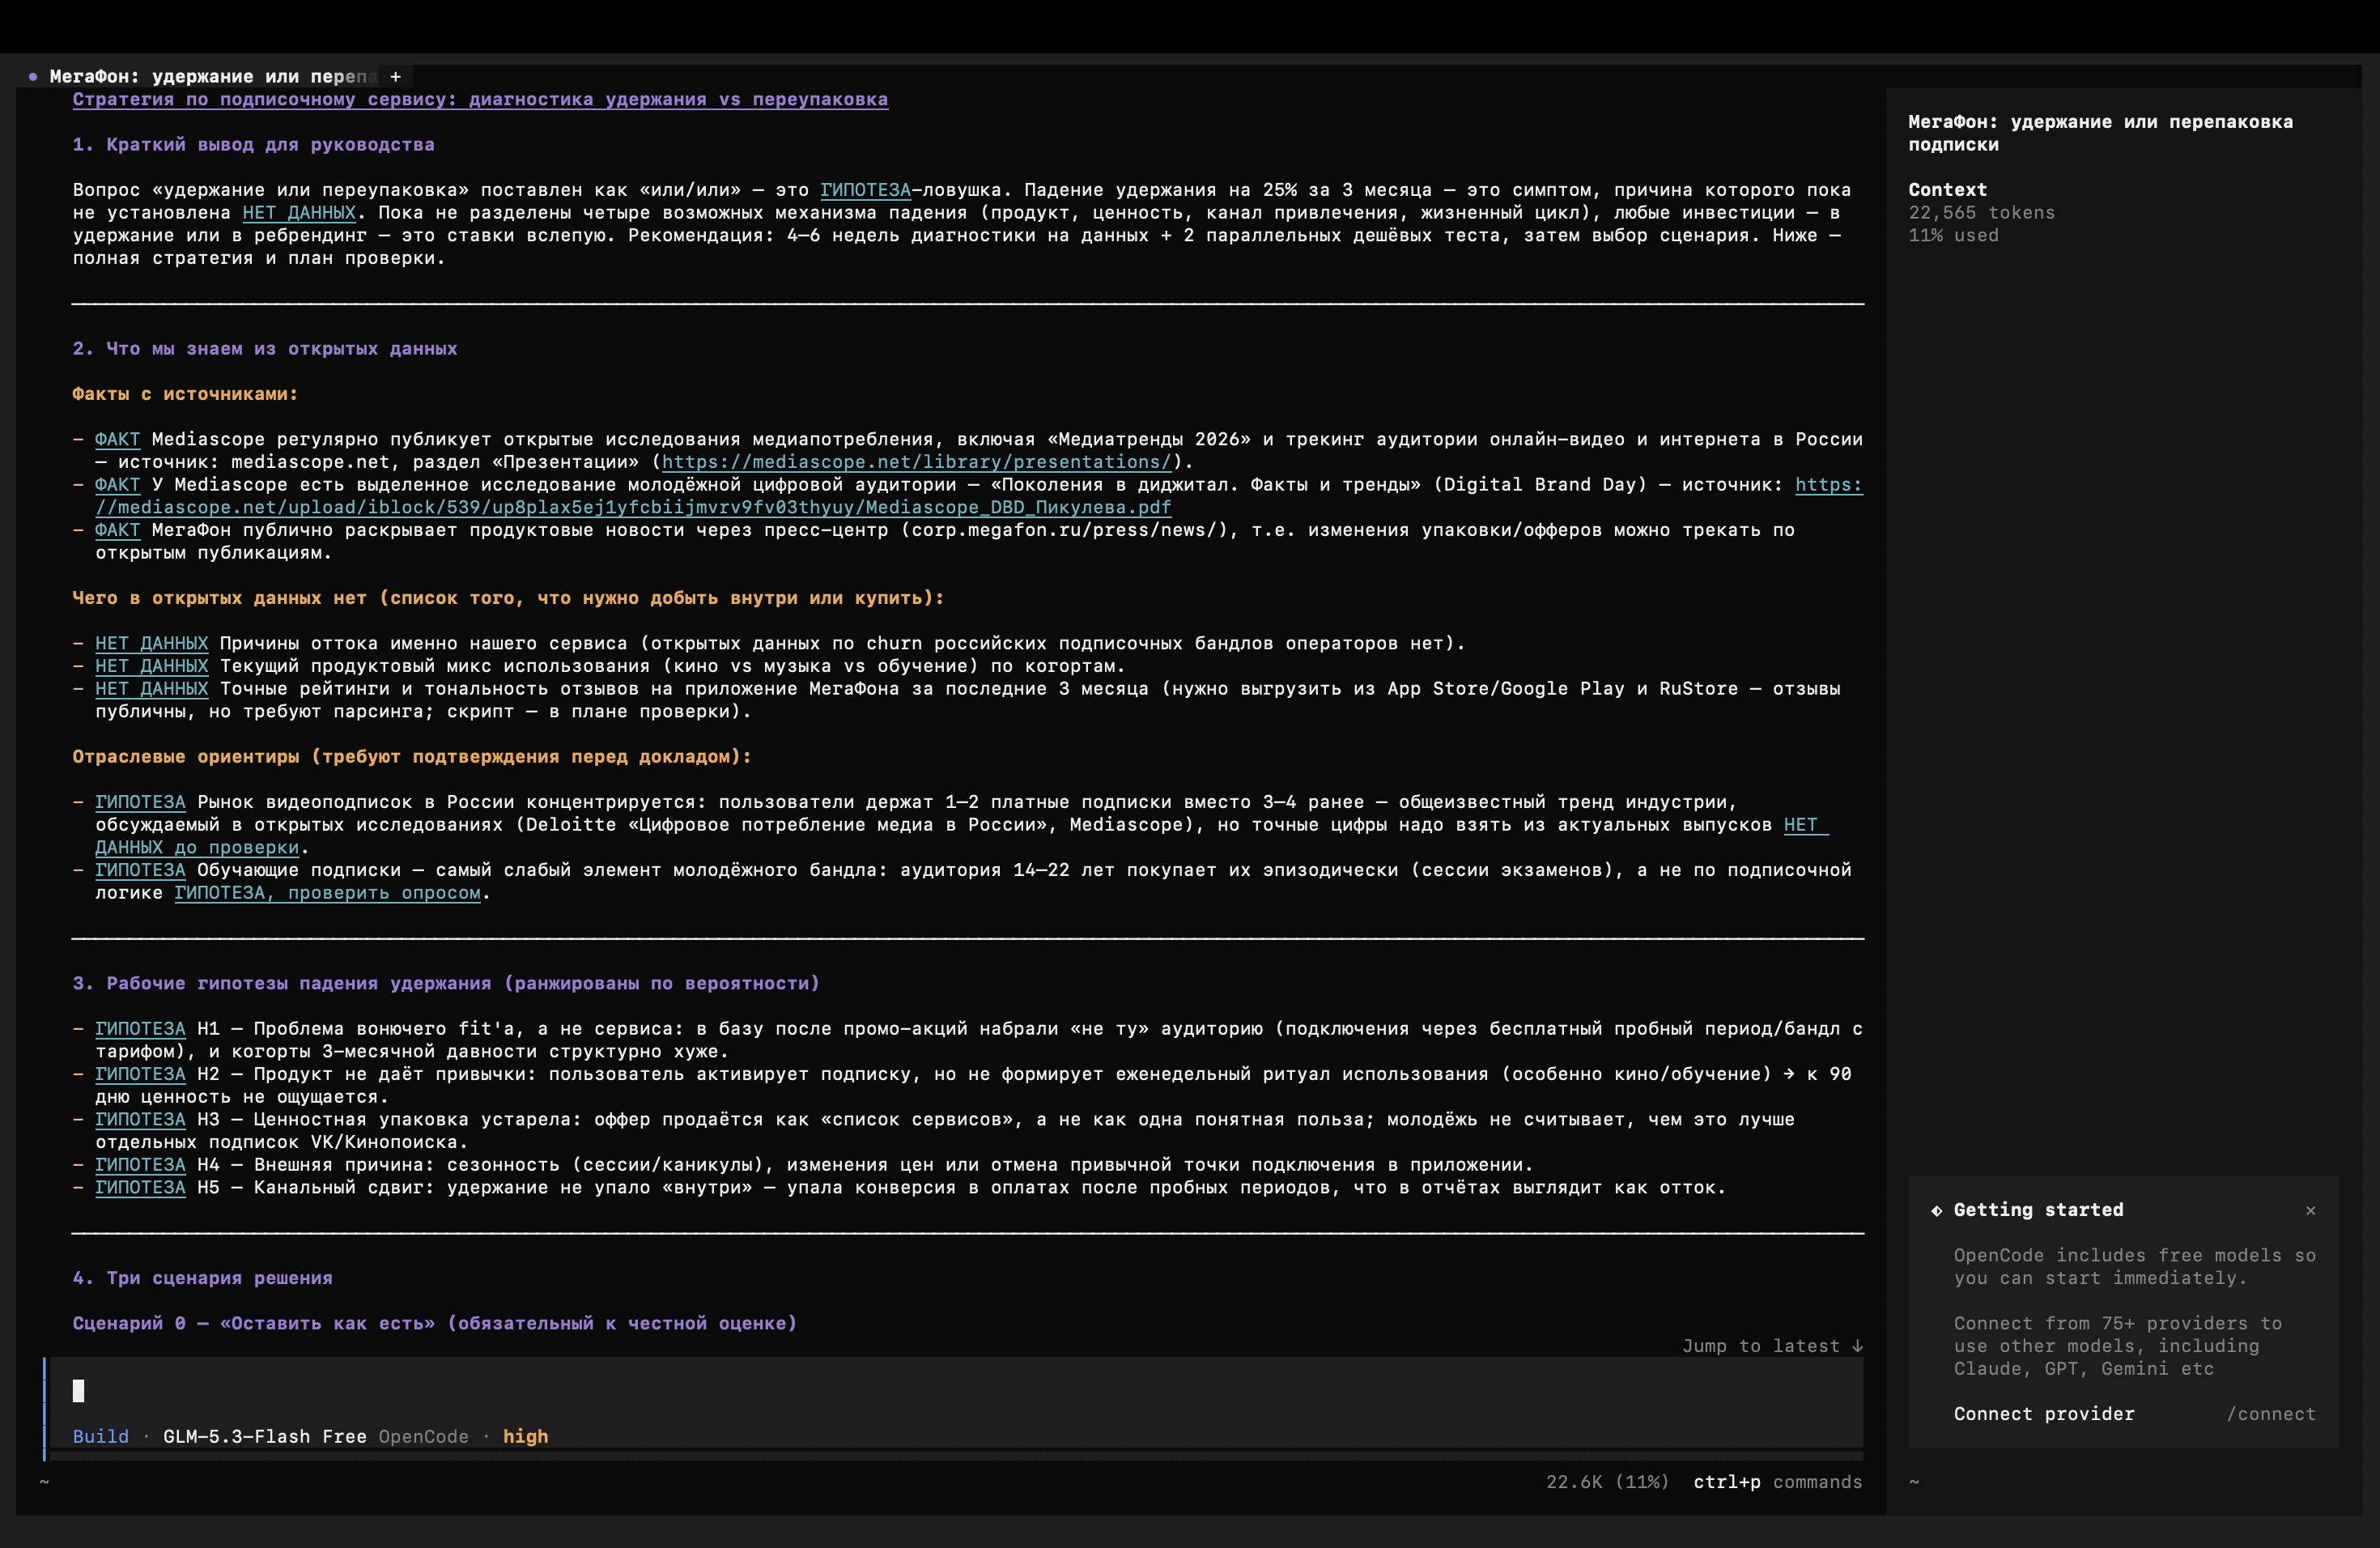 • МегаФон: удержание или перепа +
Стратегия по подписочному сервису: диагностика удержания vs переупаковка
1. Краткий вывод для руководства
Вопрос «удержание или переупаковка» поставлен как «или/или» — это ГИПОТЕЗА-ловушка. Падение удержания на 25% за 3 месяца — это симптом, причина которого пока
не установлена НЕТ ДАННЫХ. Пока не разделены четыре возможных механизма падения (продукт, ценность, канал привлечения, жизненный цикл), любые инвестиции — в
удержание или в ребрендинг — это ставки вслепую. Рекомендация: 4–6 недель диагностики на данных + 2 параллельных дешёвых теста, затем выбор сценария. Ниже —
полная стратегия и план проверки.
2. Что мы знаем из открытых данных
Факты с источниками:
- ФАКТ Mediascope регулярно публикует открытые исследования медиапотребления, включая «Медиатренды 2026» и трекинг аудитории онлайн-видео и интернета в России
— источник: mediascope.net, раздел «Презентации» (https://mediascope.net/library/presentations/).
- ФАКТ У Mediascope есть выделенное исследование молодёжной цифровой аудитории — «Поколения в диджитал. Факты и тренды» (Digital Brand Day) — источник: https:
//mediascope.net/upload/iblock/539/up8plax5ej1yfcbiijmvrv9fv03thyuy/Mediascope_DBD_Пикулева.pdf
- ФАКТ МегаФон публично раскрывает продуктовые новости через пресс-центр (corp.megafon.ru/press/news/), т.е. изменения упаковки/офферов можно трекать по
открытым публикациям.
Чего в открытых данных нет (список того, что нужно добыть внутри или купить):
- НЕТ ДАННЫХ Причины оттока именно нашего сервиса (открытых данных по churn российских подписочных бандлов операторов нет).
- НЕТ ДАННЫХ Текущий продуктовый микс использования (кино vs музыка vs обучение) по когортам.
- НЕТ ДАННЫХ Точные рейтинги и тональность отзывов на приложение МегаФона за последние 3 месяца (нужно выгрузить из App Store/Google Play и RuStore — отзывы
публичны, но требуют парсинга; скрипт — в плане проверки).
Отраслевые ориентиры (требуют подтверждения перед докладом):
- ГИПОТЕЗА Рынок видеоподписок в России концентрируется: пользователи держат 1–2 платные подписки вместо 3–4 ранее — общеизвестный тренд индустрии,
обсуждаемый в открытых исследованиях (Deloitte «Цифровое потребление медиа в России», Mediascope), но точные цифры надо взять из актуальных выпусков НЕТ
ДАННЫХ до проверки.
- ГИПОТЕЗА Обучающие подписки — самый слабый элемент молодёжного бандла: аудитория 14–22 лет покупает их эпизодически (сессии экзаменов), а не по подписочной
логике ГИПОТЕЗА, проверить опросом.
3. Рабочие гипотезы падения удержания (ранжированы по вероятности)
- ГИПОТЕЗА H1 — Проблема вонючего fit'а, а не сервиса: в базу после промо-акций набрали «не ту» аудиторию (подключения через бесплатный пробный период/бандл с
тарифом), и когорты 3-месячной давности структурно хуже.
- ГИПОТЕЗА H2 — Продукт не даёт привычки: пользователь активирует подписку, но не формирует еженедельный ритуал использования (особенно кино/обучение) → к 90
дню ценность не ощущается.
- ГИПОТЕЗА H3 — Ценностная упаковка устарела: оффер продаётся как «список сервисов», а не как одна понятная польза; молодёжь не считывает, чем это лучше
отдельных подписок VK/Кинопоиска.
- ГИПОТЕЗА H4 — Внешняя причина: сезонность (сессии/каникулы), изменения цен или отмена привычной точки подключения в приложении.
- ГИПОТЕЗА H5 — Канальный сдвиг: удержание не упало «внутри» — упала конверсия в оплатах после пробных периодов, что в отчётах выглядит как отток.
4. Три сценария решения
Сценарий 0 — «Оставить как есть» (обязательный к честной оценке)
Jump to latest ↓
Build · GLM-5.3-Flash Free OpenCode · high
~ 22.6K (11%) ctrl+p commands
МегаФон: удержание или перепаковка
подписки
Context
22,565 tokens
11% used
Getting started ×
OpenCode includes free models so
you can start immediately.
Connect from 75+ providers to
use other models, including
Claude, GPT, Gemini etc
Connect provider /connect
~